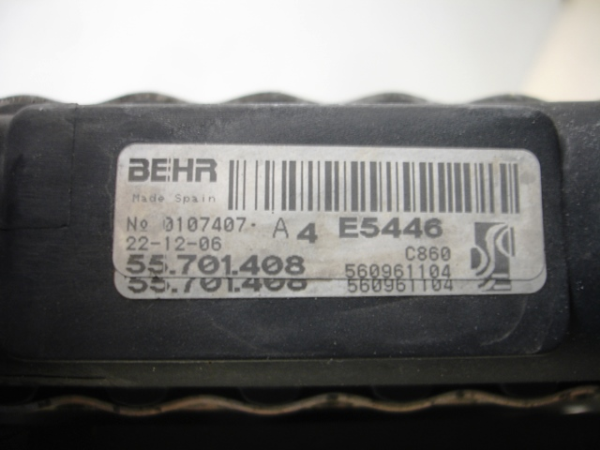 BEHR
Made Spain
№ 0107407· A 4 E5446
22-12-06 C860
55.701.408 560961104
55.701.408 560961104